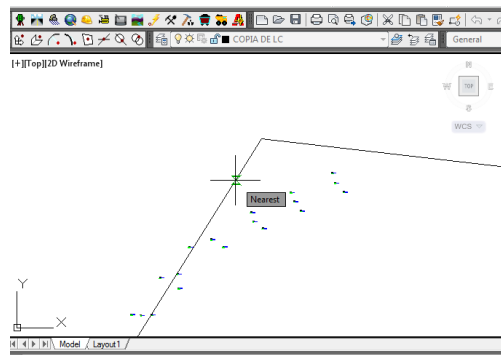 COPIA DE LC
General
[+][Top][2D Wireframe]
TOP
W
E
S
WCS
Nearest
Y
X
Model
Layout1